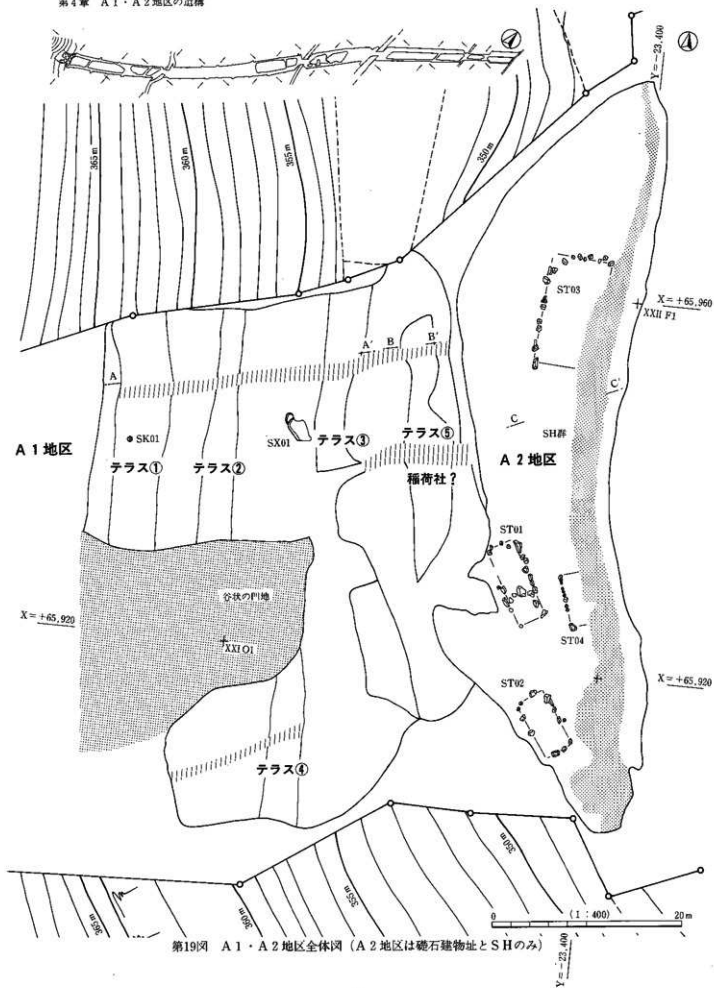 第4章 A1・A2地区の遺構
Y=-23,400
365m
360m
355m
350m
ST03
X=+65,960
XXII F1
A
A′
B
B′
C
C′
SK01
SX01
テラス③
テラス⑤
SH群
A1地区
テラス①
テラス②
稲荷社?
A2地区
ST01
谷状の凹地
X=+65,920
XXI O1
ST04
X=+65,920
ST02
テラス④
365m
360m
355m
350m
0 (1:400) 20m
第19図 A1・A2地区全体図(A2地区は礎石建物址とSHのみ)
Y=-23,400